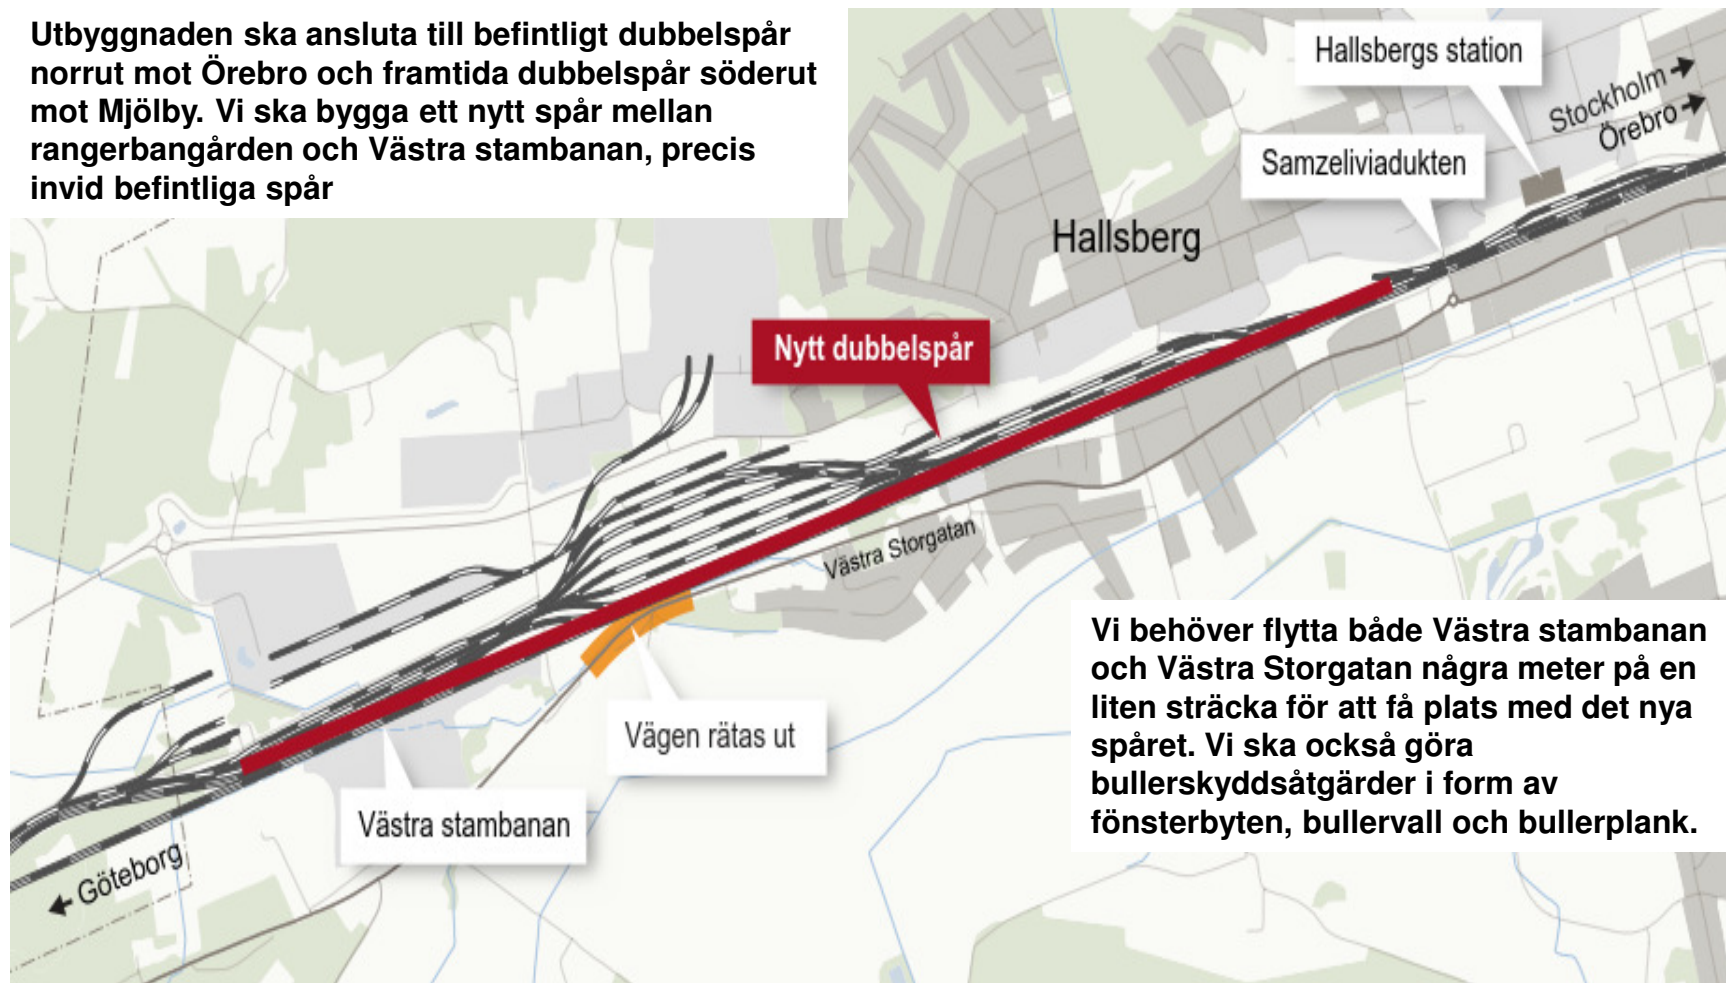 Utbyggnaden ska ansluta till befintligt dubbelspår
norrut mot Örebro och framtida dubbelspår söderut
mot Mjölby. Vi ska bygga ett nytt spår mellan
rangerbangården och Västra stambanan, precis
invid befintliga spår
Hallsbergs station
Stockholm
Örebro
Samzeliviadukten
Hallsberg
Nytt dubbelspår
Västra Storgatan
Vägen rätas ut
Västra stambanan
Göteborg
Vi behöver flytta både Västra stambanan
och Västra Storgatan några meter på en
liten sträcka för att få plats med det nya
spåret. Vi ska också göra
bullerskyddsåtgärder i form av
fönsterbyten, bullervall och bullerplank.